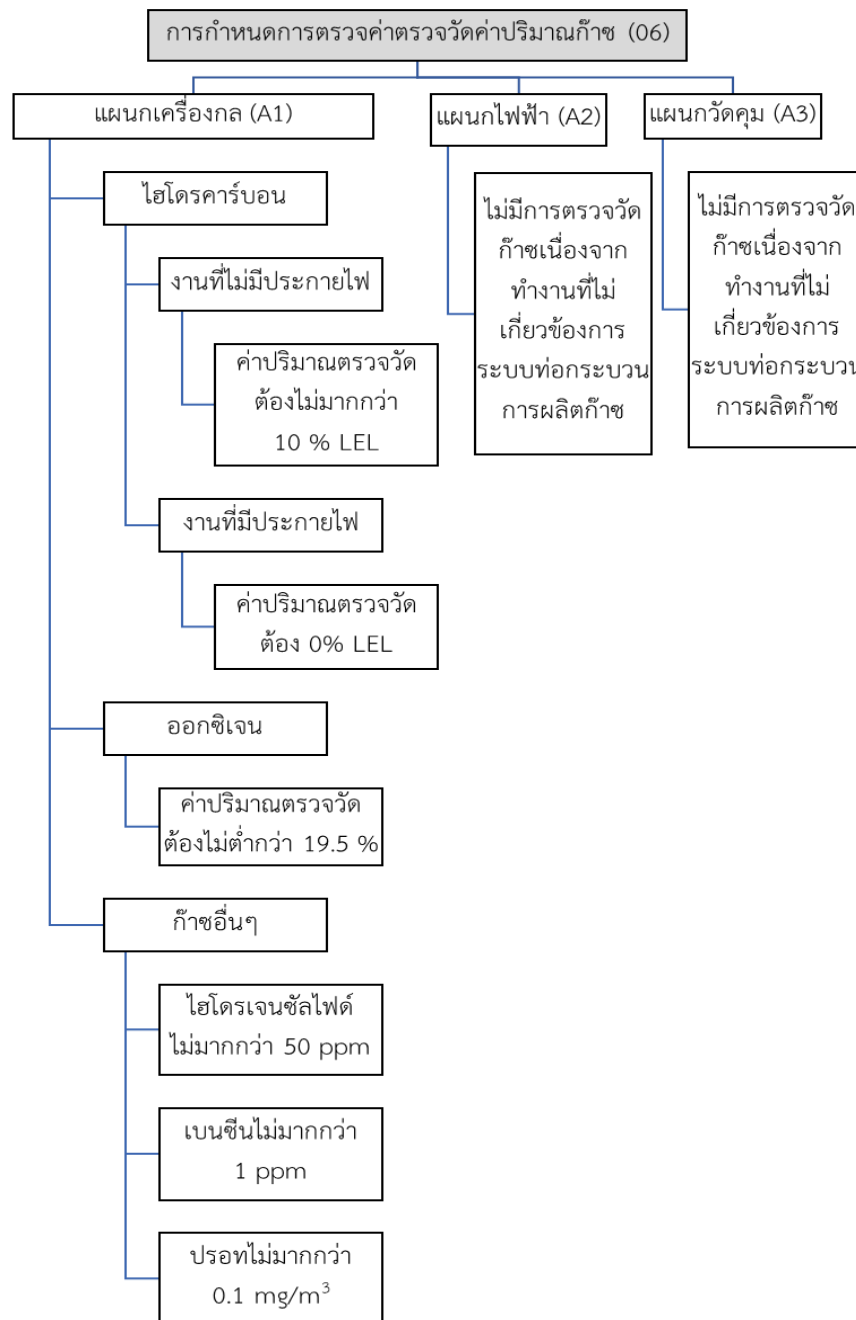 การกำหนดการตรวจค่าตรวจวัดค่าปริมาณก๊าซ (06)
แผนกเครื่องกล (A1)
ไฮโดรคาร์บอน
งานที่ไม่มีประกายไฟ
ค่าปริมาณตรวจวัด
ต้องไม่มากกว่า
10 % LEL
งานที่มีประกายไฟ
ค่าปริมาณตรวจวัด
ต้อง 0% LEL
ออกซิเจน
ค่าปริมาณตรวจวัด
ต้องไม่ต่ำกว่า 19.5 %
ก๊าซอื่นๆ
ไฮโดรเจนซัลไฟด์
ไม่มากกว่า 50 ppm
เบนซีนไม่มากกว่า
1 ppm
ปรอทไม่มากกว่า
0.1 mg/m³
แผนกไฟฟ้า (A2)
ไม่มีการตรวจวัด
ก๊าซเนื่องจาก
ทำงานที่ไม่
เกี่ยวข้องการ
ระบบท่อกระบวน
การผลิตก๊าซ
แผนกวัดคุม (A3)
ไม่มีการตรวจวัด
ก๊าซเนื่องจาก
ทำงานที่ไม่
เกี่ยวข้องการ
ระบบท่อกระบวน
การผลิตก๊าซ